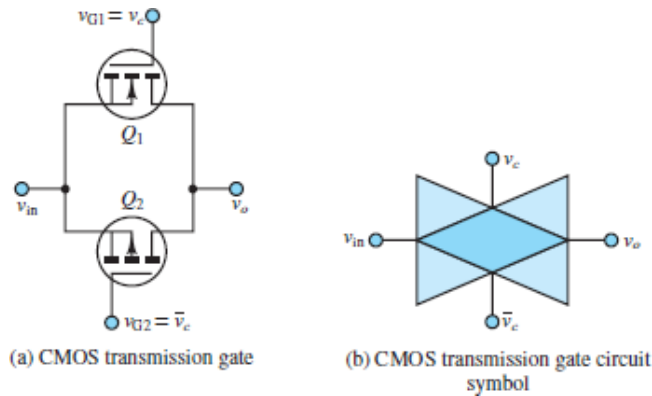 v_G1 = v_c
Q_1
v_in
Q_2
v_o
v_G2 = v̄_c
(a) CMOS transmission gate
v_c
v_in
v_o
v̄_c
(b) CMOS transmission gate circuit
symbol